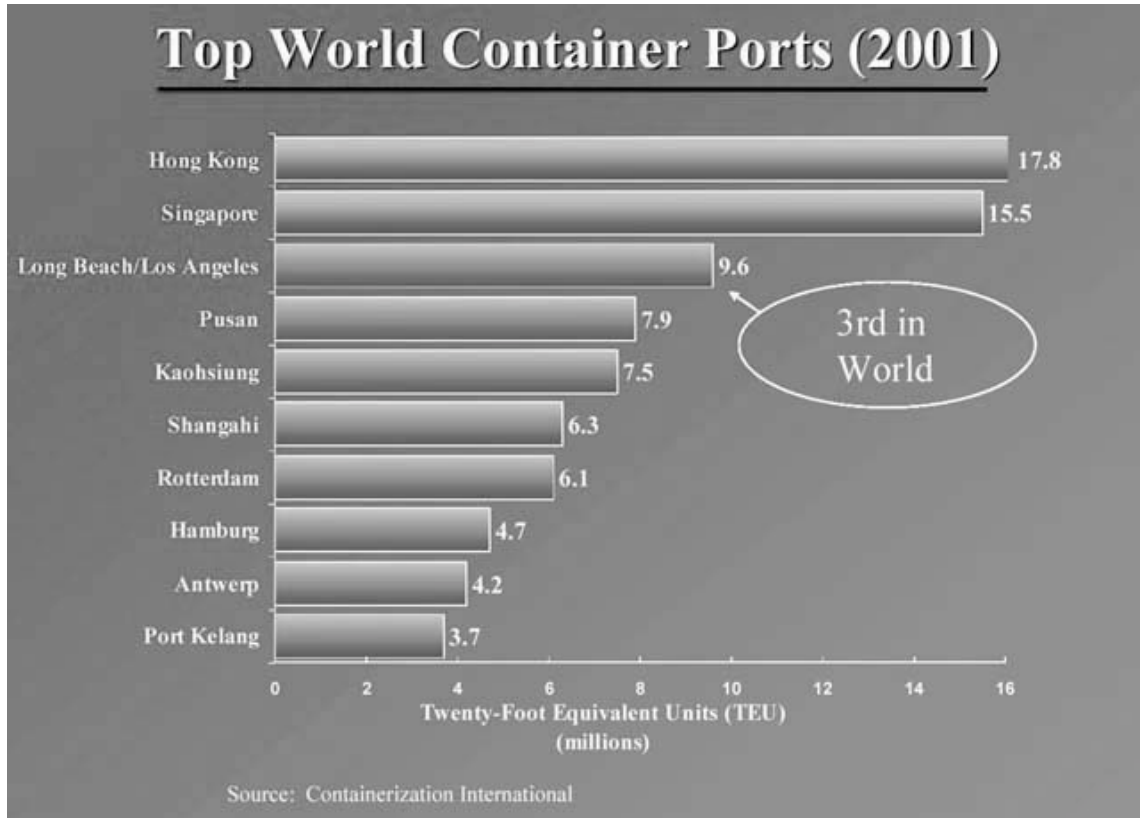 Top World Container Ports (2001)
Hong Kong 17.8
Singapore 15.5
Long Beach/Los Angeles 9.6
Pusan 7.9
3rd in
World
Kaohsiung 7.5
Shangahi 6.3
Rotterdam 6.1
Hamburg 4.7
Antwerp 4.2
Port Kelang 3.7
0 2 4 6 8 10 12 14 16
Twenty-Foot Equivalent Units (TEU)
(millions)
Source: Containerization International